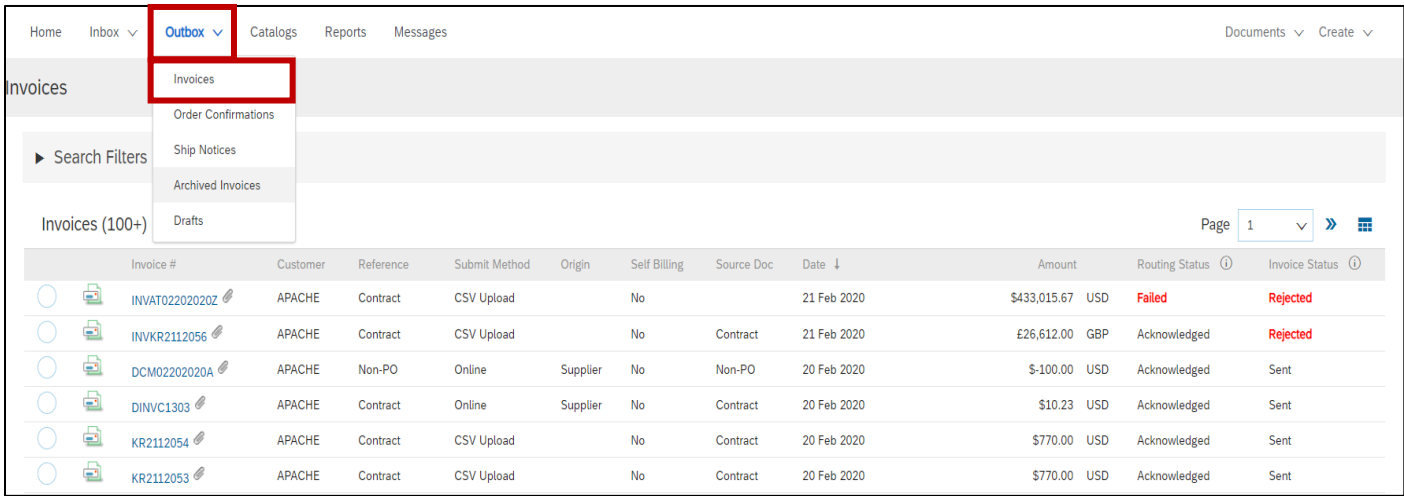 Home Inbox Outbox Catalogs Reports Messages Documents Create
Invoices
Invoices
Order Confirmations
Search Filters
Ship Notices
Archived Invoices
Drafts
Invoices (100+) Page 1 »
Invoice # Customer Reference Submit Method Origin Self Billing Source Doc Date ↓ Amount Routing Status Invoice Status
INVAT02202020Z APACHE Contract CSV Upload No 21 Feb 2020 $433,015.67 USD Failed Rejected
INVKR2112056 APACHE Contract CSV Upload No Contract 21 Feb 2020 £26,612.00 GBP Acknowledged Rejected
DCM02202020A APACHE Non-PO Online Supplier No Non-PO 20 Feb 2020 $-100.00 USD Acknowledged Sent
DINVC1303 APACHE Contract Online Supplier No Contract 20 Feb 2020 $10.23 USD Acknowledged Sent
KR2112054 APACHE Contract CSV Upload No Contract 20 Feb 2020 $770.00 USD Acknowledged Sent
KR2112053 APACHE Contract CSV Upload No Contract 20 Feb 2020 $770.00 USD Acknowledged Sent